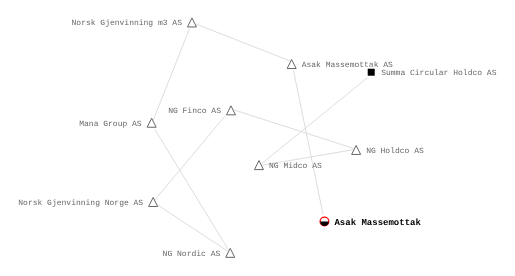 Norsk Gjenvinning m3 AS
Asak Massemottak AS
Summa Circular Holdco AS
NG Finco AS
Mana Group AS
NG Holdco AS
NG Midco AS
Norsk Gjenvinning Norge AS
Asak Massemottak
NG Nordic AS